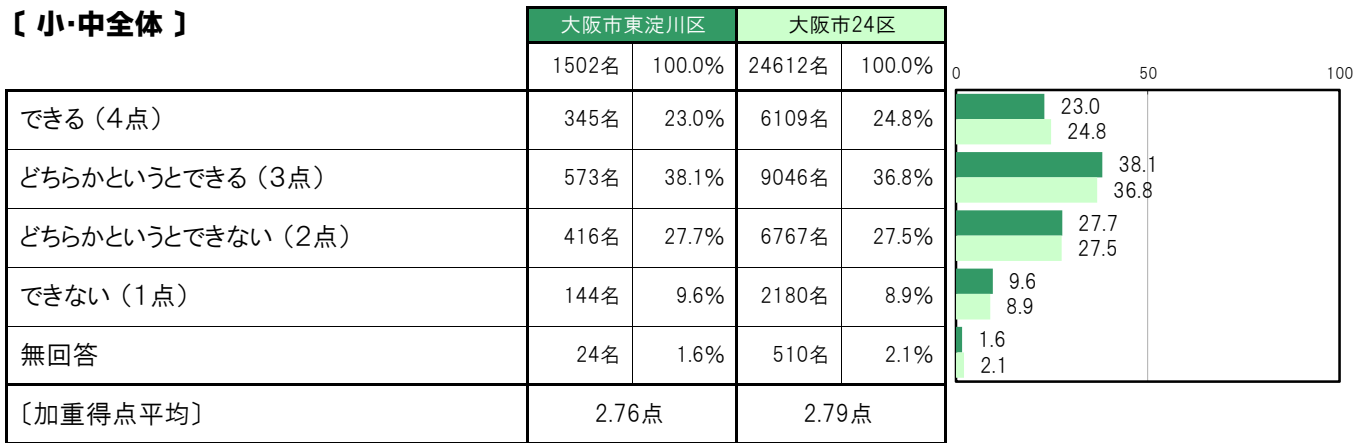 〔 小・中全体 〕
大阪市東淀川区 大阪市24区
1502名 100.0% 24612名 100.0%
0 50 100
できる（4点） 345名 23.0% 6109名 24.8%
23.0
24.8
どちらかというとできる（3点） 573名 38.1% 9046名 36.8%
38.1
36.8
どちらかというとできない（2点） 416名 27.7% 6767名 27.5%
27.7
27.5
できない（1点） 144名 9.6% 2180名 8.9%
9.6
8.9
無回答 24名 1.6% 510名 2.1%
1.6
2.1
〔加重得点平均〕 2.76点 2.79点